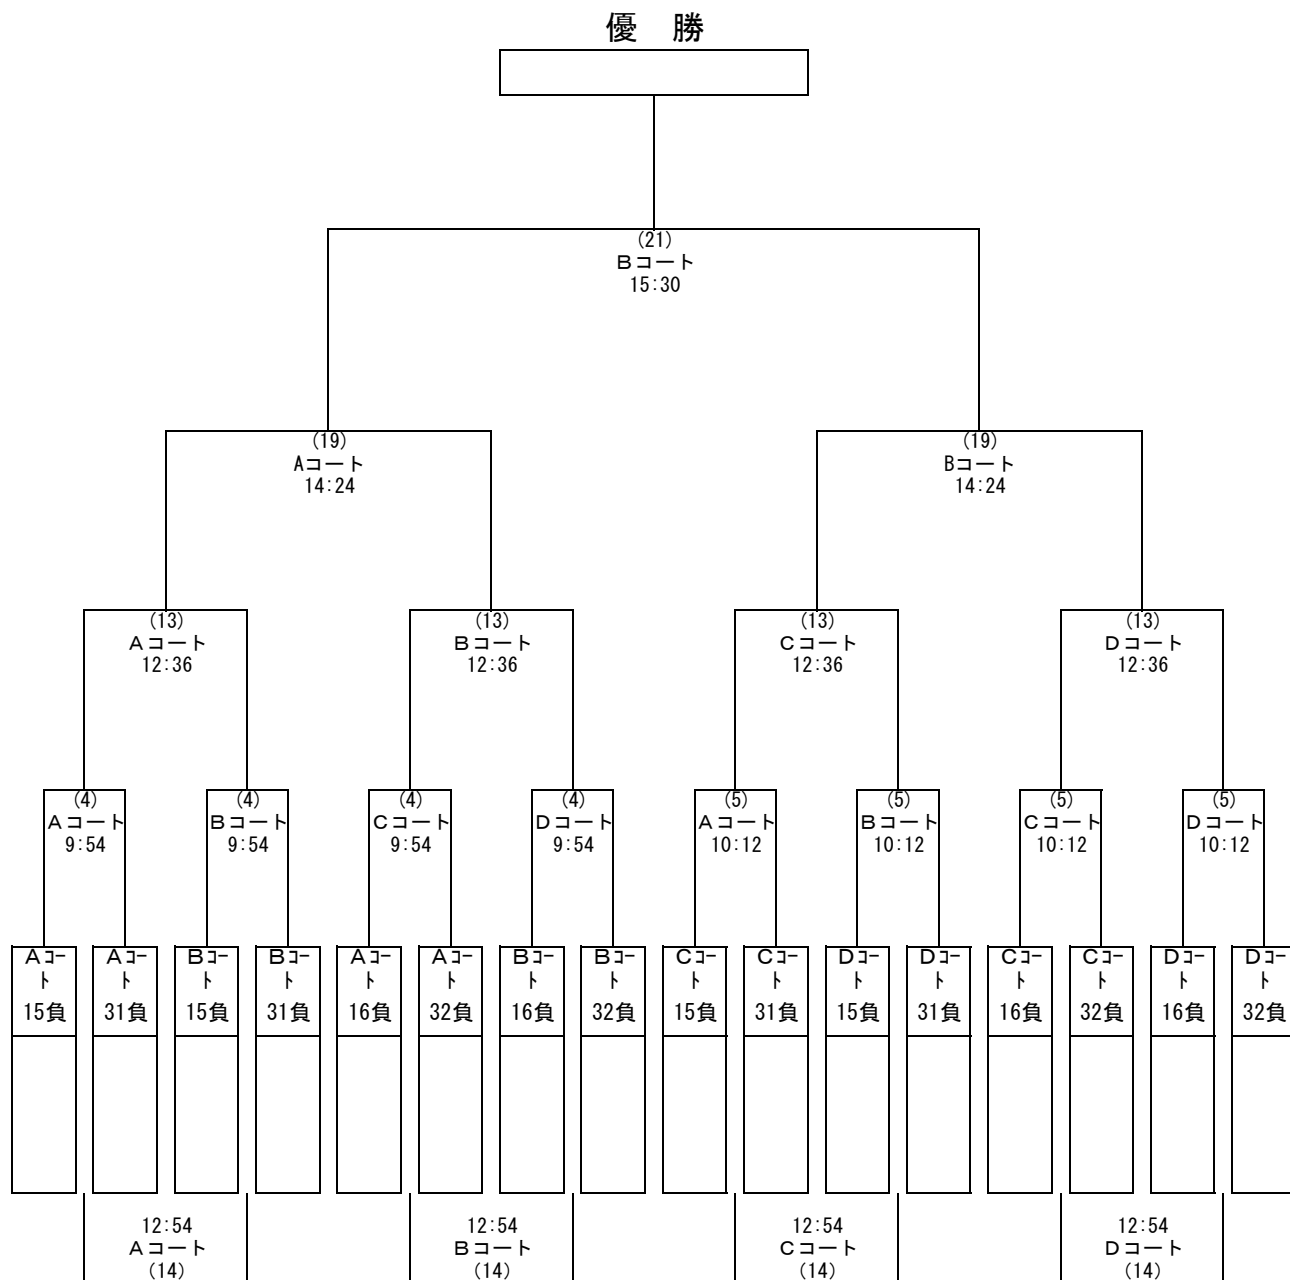 優 勝
(21)
Bコート
15:30
(19)
Aコート
14:24
(19)
Bコート
14:24
(13)
Aコート
12:36
(13)
Bコート
12:36
(13)
Cコート
12:36
(13)
Dコート
12:36
(4)
Aコート
9:54
(4)
Bコート
9:54
(4)
Cコート
9:54
(4)
Dコート
9:54
(5)
Aコート
10:12
(5)
Bコート
10:12
(5)
Cコート
10:12
(5)
Dコート
10:12
Aコー
ト
15負
Aコー
ト
31負
Bコー
ト
15負
Bコー
ト
31負
Aコー
ト
16負
Aコー
ト
32負
Bコー
ト
16負
Bコー
ト
32負
Cコー
ト
15負
Cコー
ト
31負
Dコー
ト
15負
Dコー
ト
31負
Cコー
ト
16負
Cコー
ト
32負
Dコー
ト
16負
Dコー
ト
32負
12:54
Aコート
(14)
12:54
Bコート
(14)
12:54
Cコート
(14)
12:54
Dコート
(14)